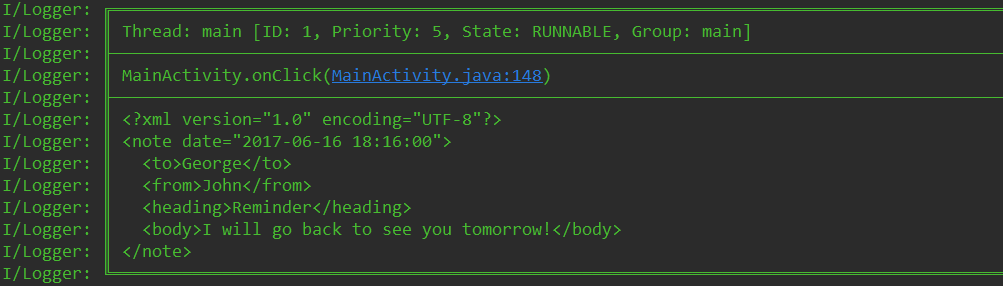 I/Logger:
I/Logger: Thread: main [ID: 1, Priority: 5, State: RUNNABLE, Group: main]
I/Logger:
I/Logger: MainActivity.onClick(MainActivity.java:148)
I/Logger:
I/Logger: <?xml version="1.0" encoding="UTF-8"?>
I/Logger: <note date="2017-06-16 18:16:00">
I/Logger:   <to>George</to>
I/Logger:   <from>John</from>
I/Logger:   <heading>Reminder</heading>
I/Logger:   <body>I will go back to see you tomorrow!</body>
I/Logger: </note>
I/Logger: